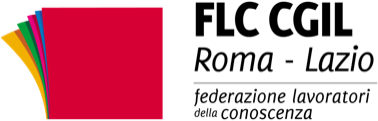 FLC CGIL
Roma - Lazio
federazione lavoratori
della conoscenza